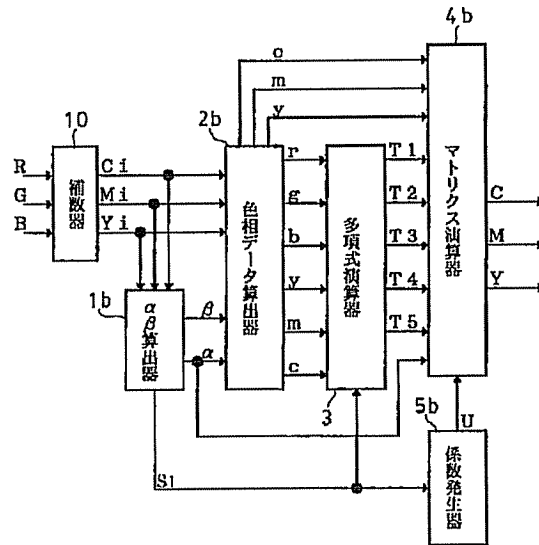 4b
c
m
y
10
2b
R
G
B
補数器
Ci
Mi
Yi
色相データ算出器
r
g
b
y
m
c
多項式演算器
T1
T2
T3
T4
T5
マトリクス演算器
C
M
Y
1b
αβ算出器
β
α
3
5b
U
S1
係数発生器